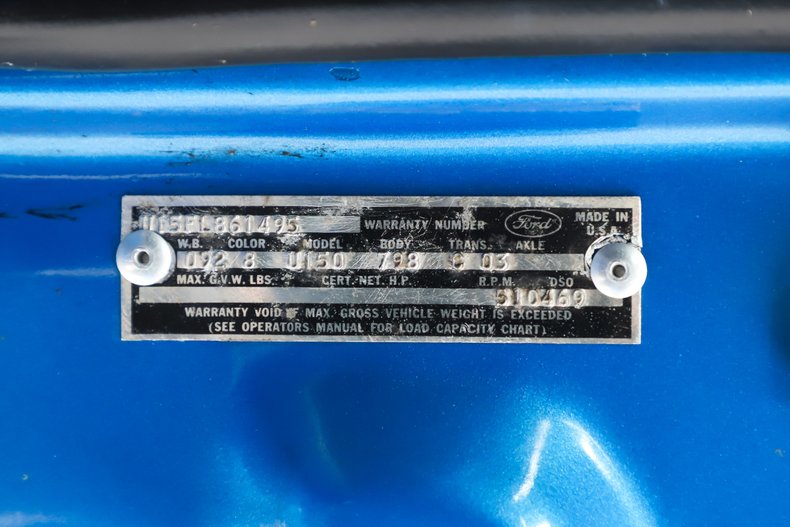 U15FL861495 WARRANTY NUMBER Ford MADE IN U.S.A.
W.B. COLOR MODEL BODY TRANS. AXLE
092 8 U150 798 G 03
MAX. G.V.W. LBS. CERT. NET. H.P. R.P.M. DSO
510469
WARRANTY VOID IF MAX. GROSS VEHICLE WEIGHT IS EXCEEDED
(SEE OPERATORS MANUAL FOR LOAD CAPACITY CHART)